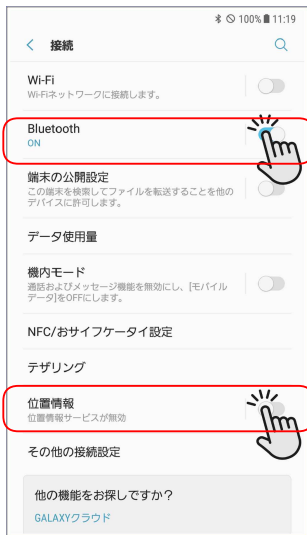 100% 11:19
接続
Wi-Fi
Wi-Fiネットワークに接続します。
Bluetooth
ON
端末の公開設定
この端末を検索してファイルを転送することを他の
デバイスに許可します。
データ使用量
機内モード
通話およびメッセージ機能を無効にし、[モバイル
データ]をOFFにします。
NFC/おサイフケータイ設定
テザリング
位置情報
位置情報サービスが無効
その他の接続設定
他の機能をお探しですか？
GALAXYクラウド